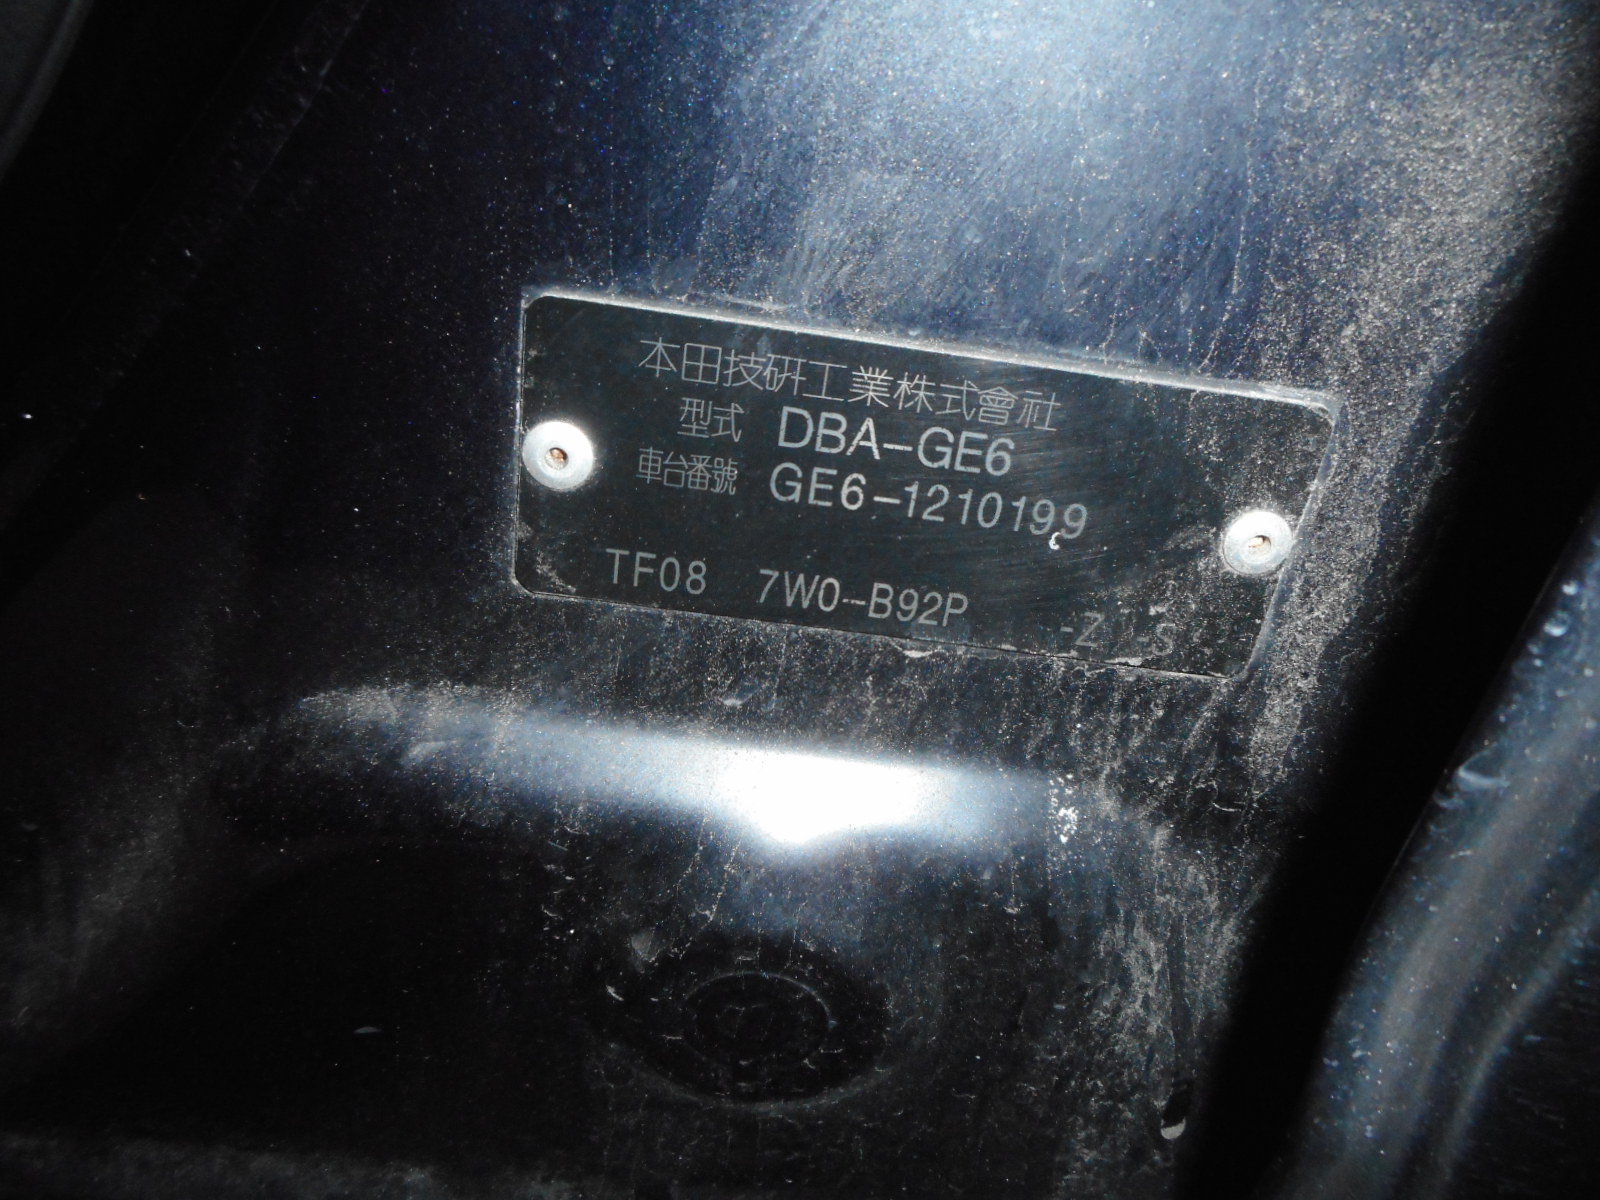 本田技研工業株式會社
型式 DBA-GE6
車台番號 GE6-1210199
TF08 7W0-B92P -Z -S